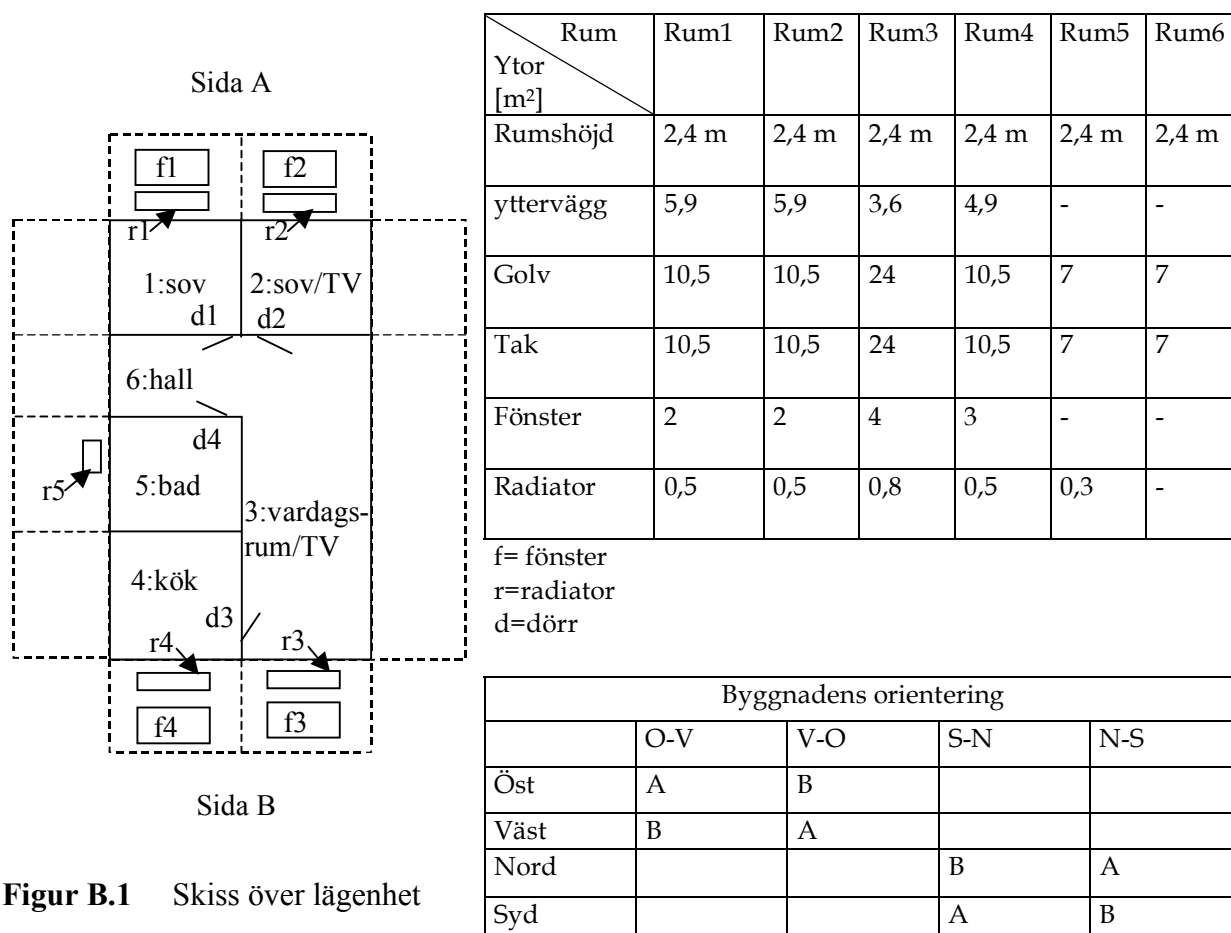 Sida A
f1
f2
r1
r2
1:sov
2:sov/TV
d1
d2
6:hall
d4
r5
5:bad
3:vardags-
rum/TV
4:kök
d3
r4
r3
f4
f3
Sida B
Figur B.1 Skiss över lägenhet
Rum Rum1 Rum2 Rum3 Rum4 Rum5 Rum6
Ytor
[m²]
Rumshöjd 2,4 m 2,4 m 2,4 m 2,4 m 2,4 m 2,4 m
yttervägg 5,9 5,9 3,6 4,9 - -
Golv 10,5 10,5 24 10,5 7 7
Tak 10,5 10,5 24 10,5 7 7
Fönster 2 2 4 3 - -
Radiator 0,5 0,5 0,8 0,5 0,3 -
f= fönster
r=radiator
d=dörr
Byggnadens orientering
O-V V-O S-N N-S
Öst A B
Väst B A
Nord B A
Syd A B